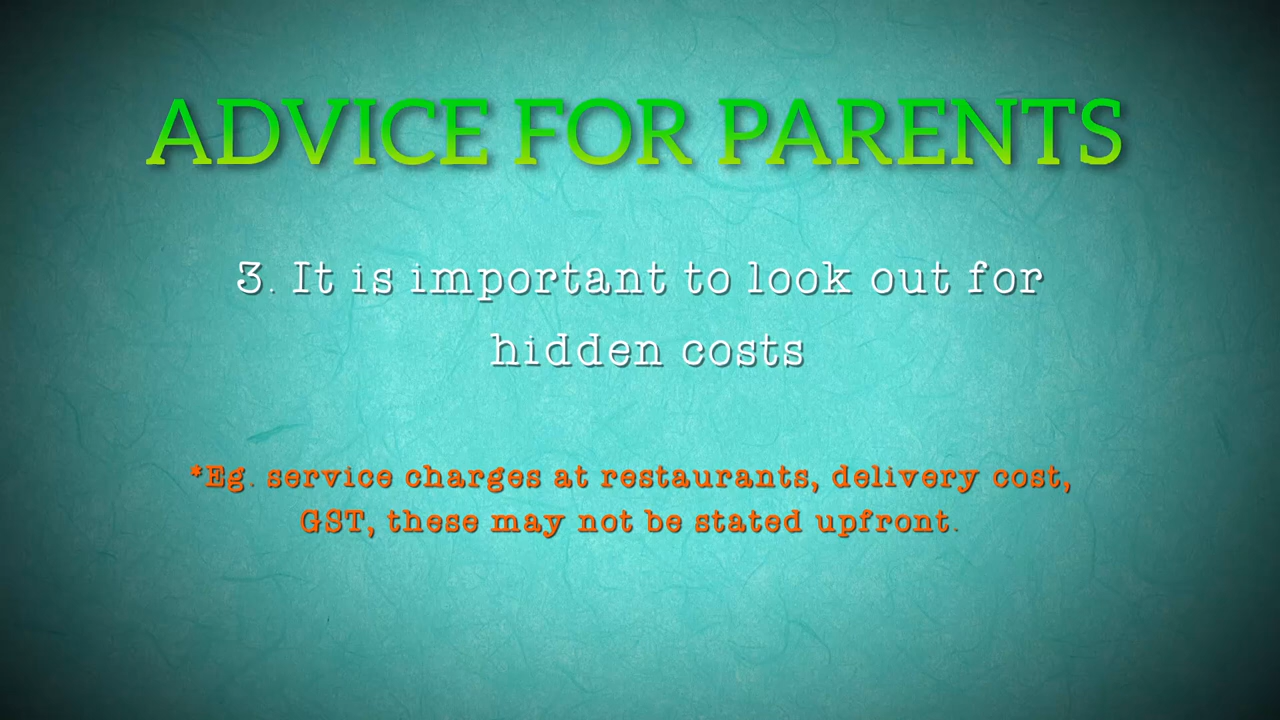 ADVICE FOR PARENTS
3. It is important to look out for
hidden costs
*Eg. service charges at restaurants, delivery cost,
GST, these may not be stated upfront.